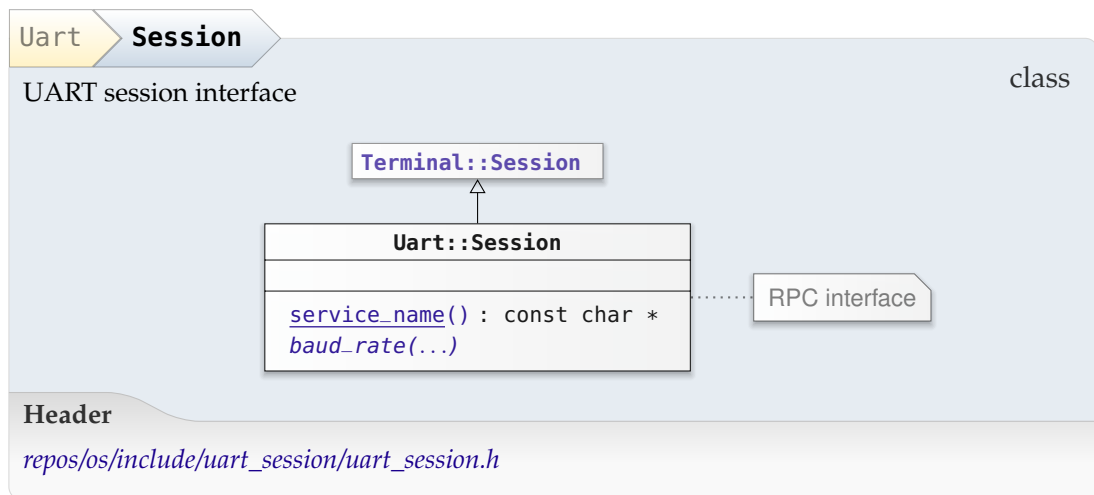 Uart Session
class
UART session interface
Terminal::Session
Uart::Session
RPC interface
service_name() : const char *
baud_rate(...)
Header
repos/os/include/uart_session/uart_session.h